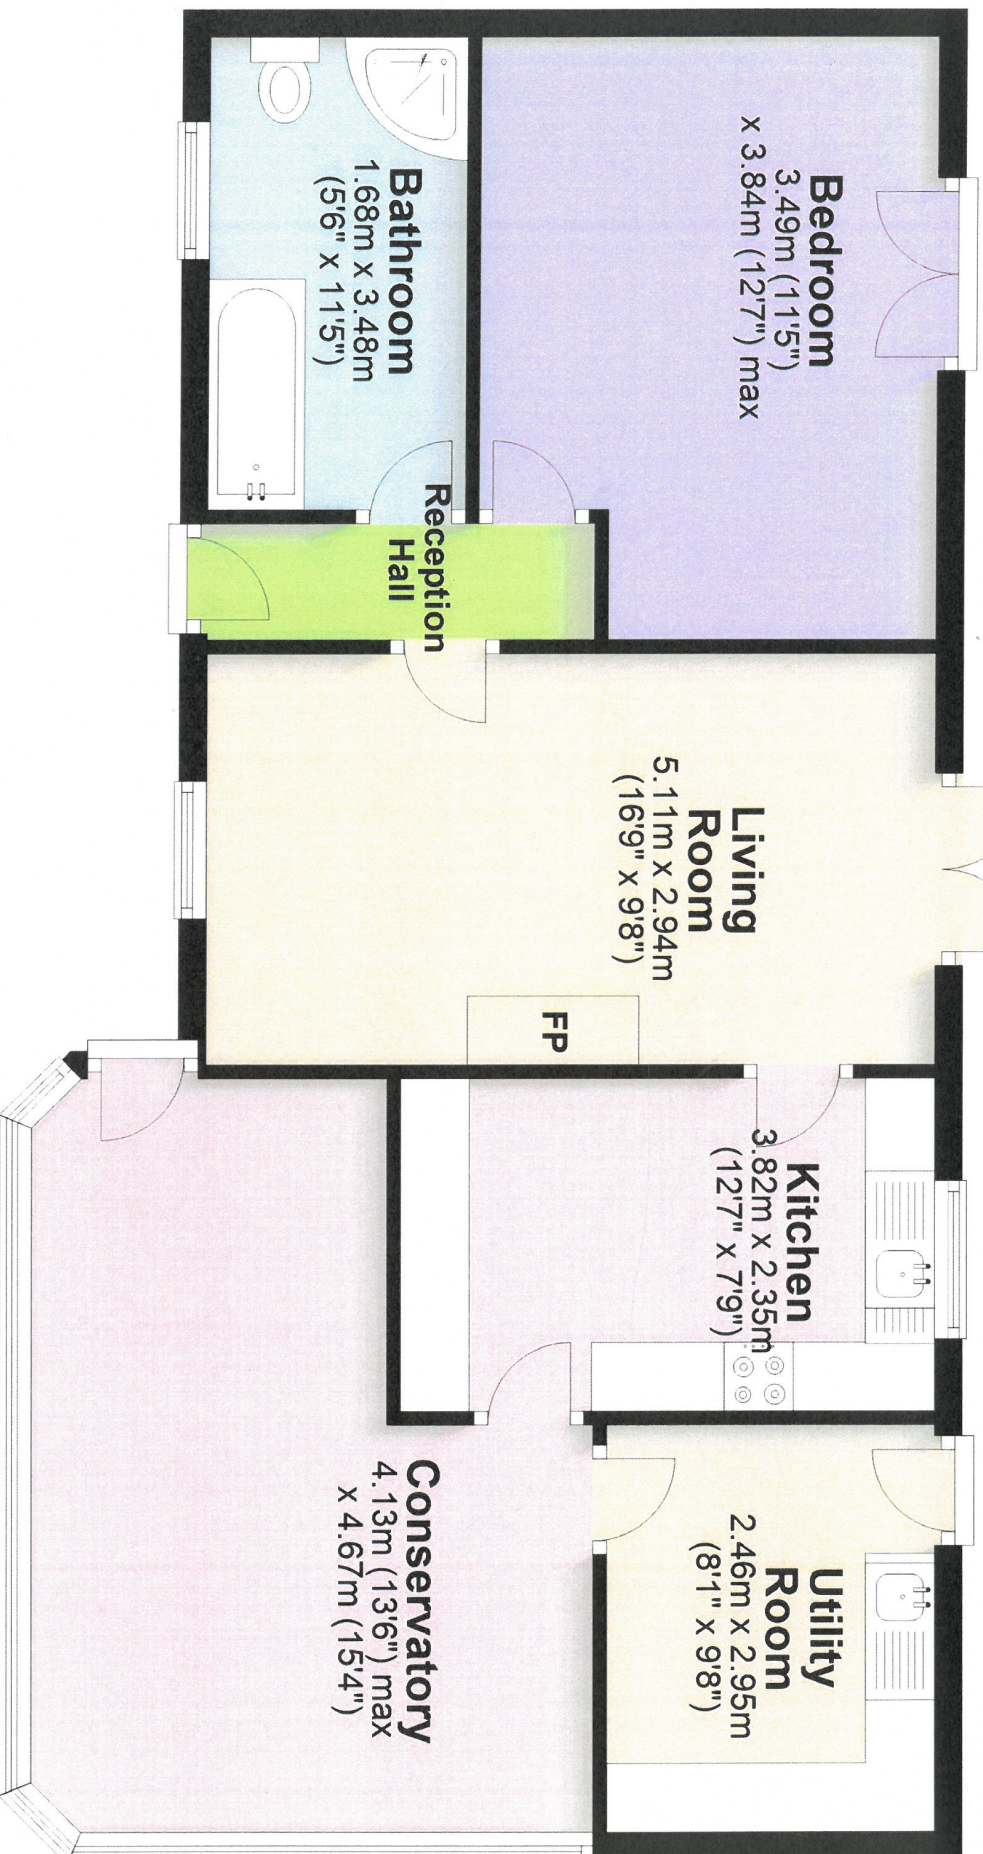 Bedroom
3.49m (11'5")
x 3.84m (12'7") max
Bathroom
1.68m x 3.48m
(5'6" x 11'5")
Reception
Hall
Living
Room
5.11m x 2.94m
(16'9" x 9'8")
FP
Kitchen
3.82m x 2.35m
(12'7" x 7'9")
Utility
Room
2.46m x 2.95m
(8'1" x 9'8")
Conservatory
4.13m (13'6") max
x 4.67m (15'4")